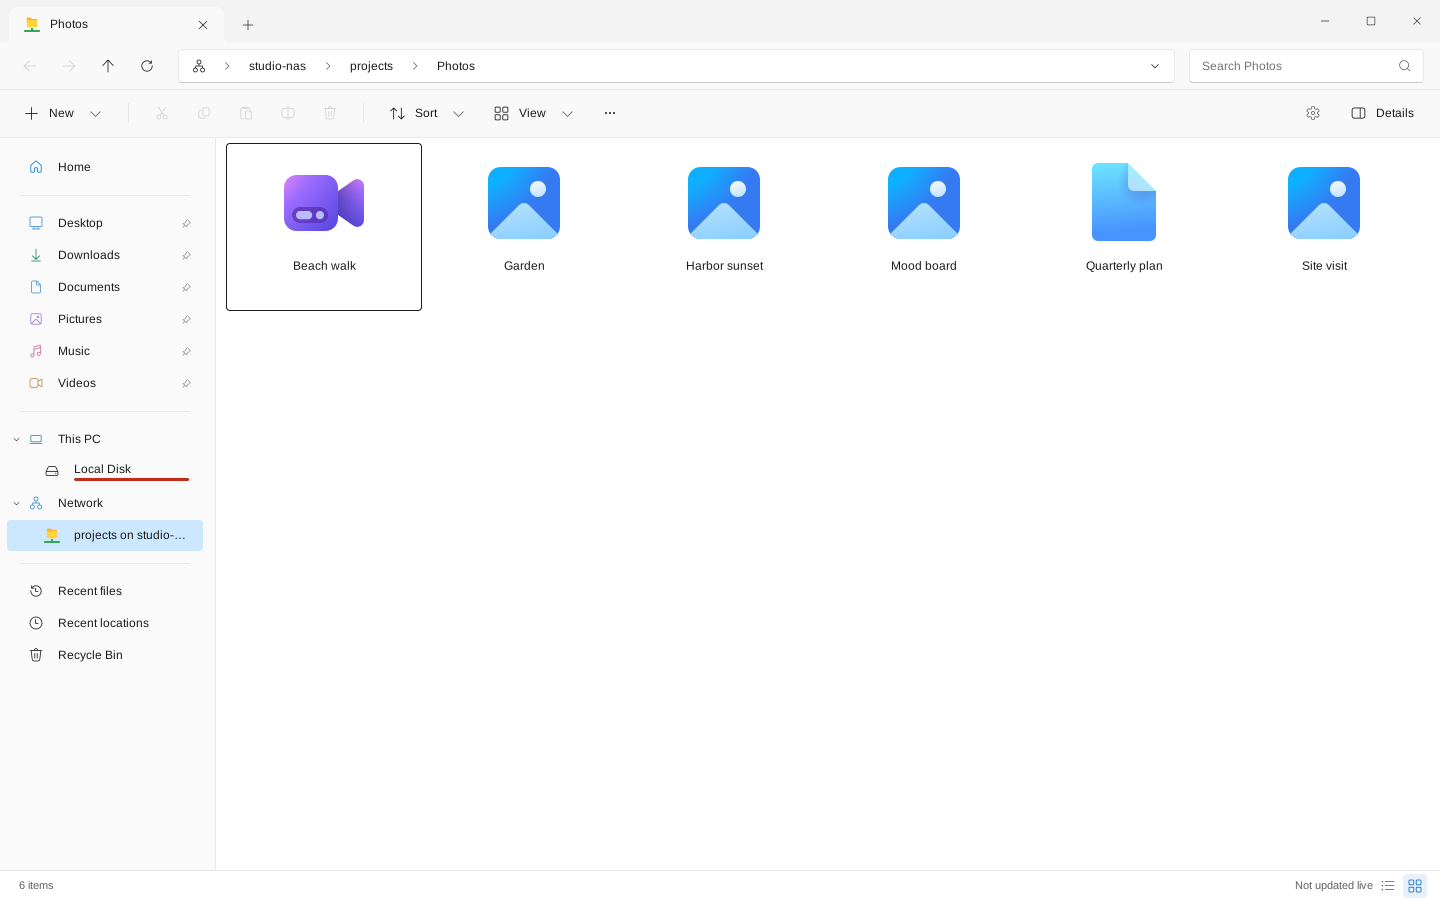 Photos
studio-nas
projects
Photos
Search Photos
New
Sort
View
Details
Home
Desktop
Downloads
Documents
Pictures
Music
Videos
This PC
Local Disk
Network
projects on studio-…
Recent files
Recent locations
Recycle Bin
Beach walk
Garden
Harbor sunset
Mood board
Quarterly plan
Site visit
6 items
Not updated live